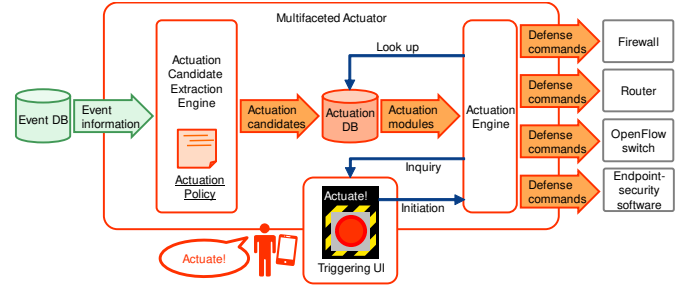 Multifaceted Actuator
Event DB
Event
information
Actuation
Candidate
Extraction
Engine
Actuation
Policy
Actuation
candidates
Look up
Actuation
DB
Actuation
modules
Actuation
Engine
Inquiry
Actuate!
Initiation
Triggering UI
Actuate!
Defense
commands
Firewall
Defense
commands
Router
Defense
commands
OpenFlow
switch
Defense
commands
Endpoint-
security
software